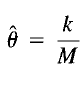 θ̂ = k/M